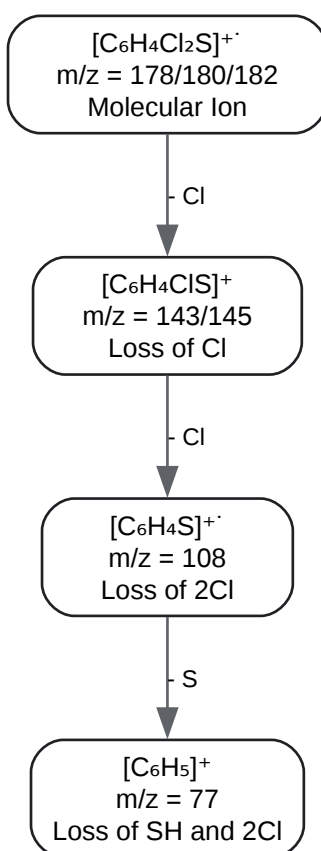 [C₆H₄Cl₂S]⁺˙
m/z = 178/180/182
Molecular Ion
- Cl
[C₆H₄ClS]⁺
m/z = 143/145
Loss of Cl
- Cl
[C₆H₄S]⁺˙
m/z = 108
Loss of 2Cl
- S
[C₆H₅]⁺
m/z = 77
Loss of SH and 2Cl